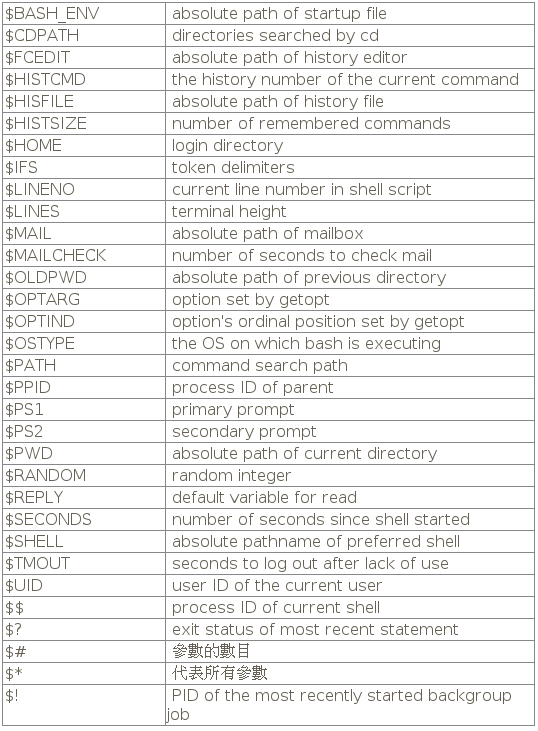 $BASH_ENV absolute path of startup file
$CDPATH directories searched by cd
$FCEDIT absolute path of history editor
$HISTCMD the history number of the current command
$HISFILE absolute path of history file
$HISTSIZE number of remembered commands
$HOME login directory
$IFS token delimiters
$LINENO current line number in shell script
$LINES terminal height
$MAIL absolute path of mailbox
$MAILCHECK number of seconds to check mail
$OLDPWD absolute path of previous directory
$OPTARG option set by getopt
$OPTIND option's ordinal position set by getopt
$OSTYPE the OS on which bash is executing
$PATH command search path
$PPID process ID of parent
$PS1 primary prompt
$PS2 secondary prompt
$PWD absolute path of current directory
$RANDOM random integer
$REPLY default variable for read
$SECONDS number of seconds since shell started
$SHELL absolute pathname of preferred shell
$TMOUT seconds to log out after lack of use
$UID user ID of the current user
$$ process ID of current shell
$? exit status of most recent statement
$# 參數的數目
$* 代表所有參數
$! PID of the most recently started backgroup
job